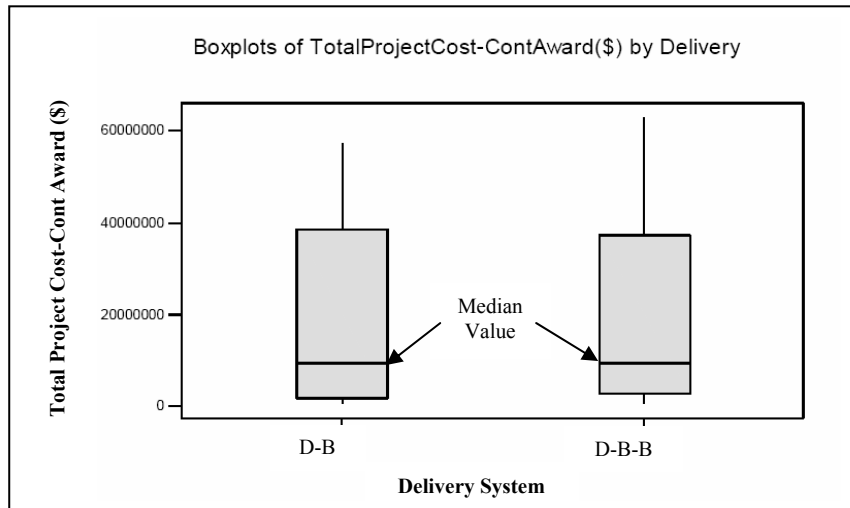 Boxplots of TotalProjectCost-ContAward($) by Delivery
Total Project Cost-Cont Award ($)
60000000
40000000
20000000
0
Median
Value
D-B
D-B-B
Delivery System